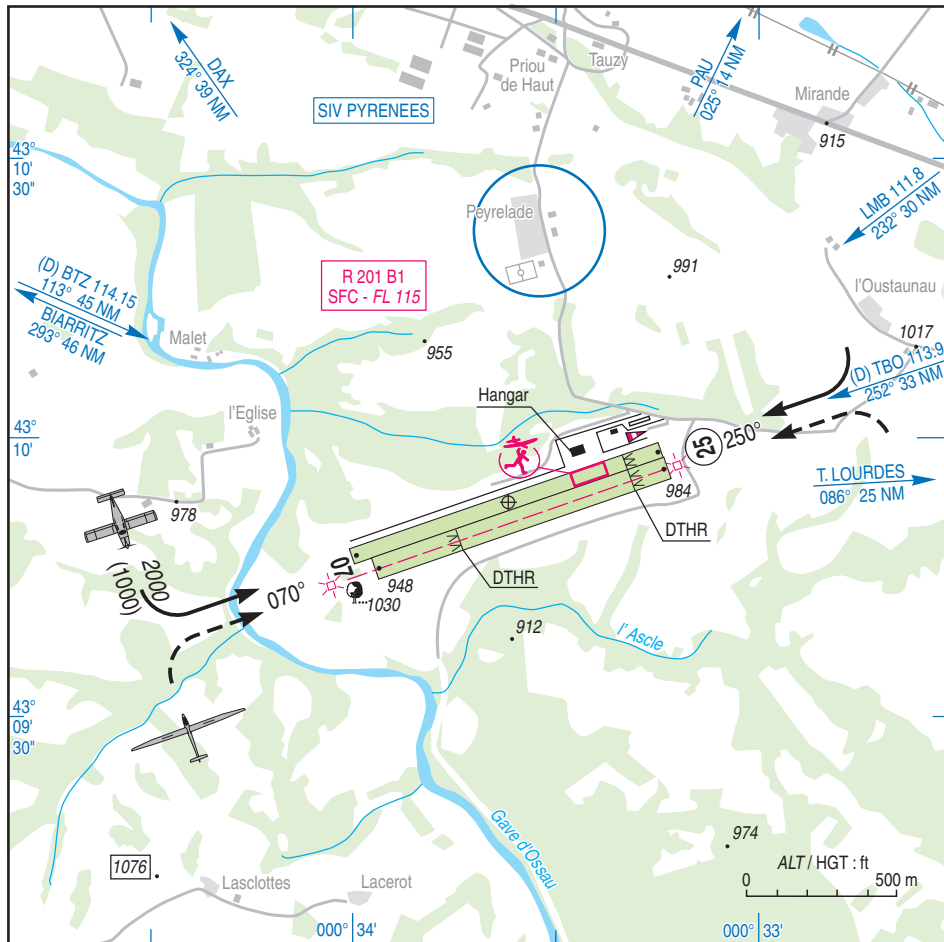 DAX
324° 39 NM
SIV PYRENEES
Priou
de Haut
Tauzy
PAU
025° 14 NM
Mirande
915
43°
10'
30"
Peyrelade
LMB 111.8
232° 30 NM
R 201 B1
SFC - FL 115
991
l'Oustaunau
(D) BTZ 114.15
113° 45 NM
BIARRITZ
293° 46 NM
Malet
955
1017
(D) TBO 113.9
252° 33 NM
Hangar
l'Eglise
43°
10'
25
250°
T. LOURDES
086° 25 NM
984
978
DTHR
2000
(1000)
070°
07
948
1030
DTHR
912
l' Ascle
43°
09'
30"
Gave d'Ossau
974
1076
ALT / HGT : ft
0 500 m
Lasclottes
Lacerot
000° 34'
000° 33'